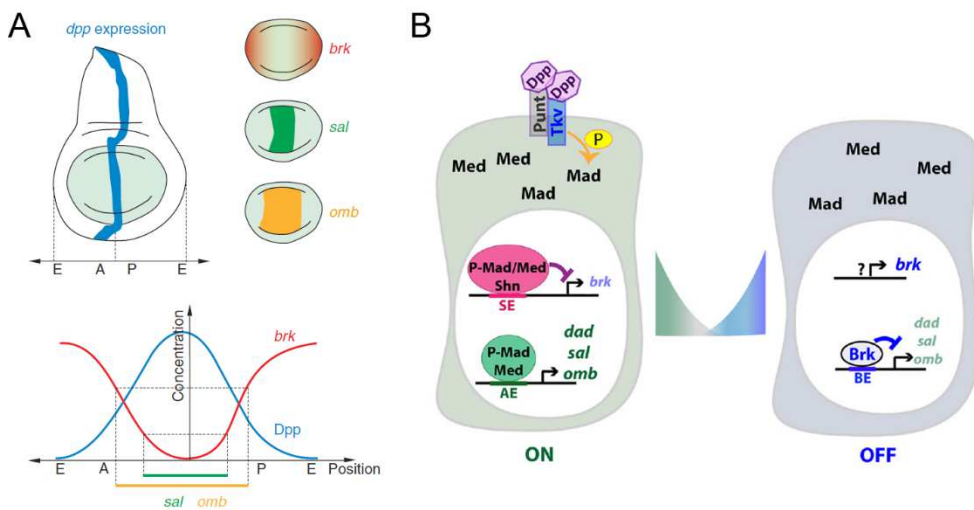 A
dpp expression
brk
sal
omb
E A P E
Concentration
brk
Dpp
E A P E Position
sal omb
B
Dpp Dpp
Punt Tkv
P
Med Med
Mad
Mad
P-Mad/Med
Shn
brk
SE
P-Mad
Med
dad
sal
omb
AE
ON
Med
Med
Mad Mad
? brk
Brk
dad
sal
omb
BE
OFF